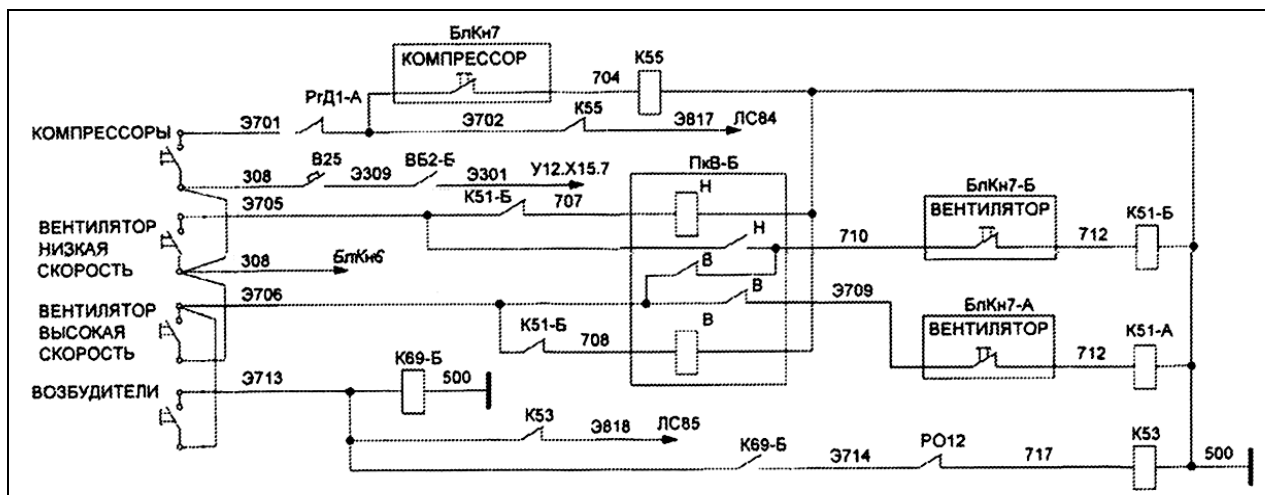 БлКн7
КОМПРЕССОР
704
К55
РгД1-А
КОМПРЕССОРЫ
Э701
Э702
К55
Э817
ЛС84
308
В25
Э309
ВБ2-Б
Э301
У12.Х15.7
ПкВ-Б
Э705
К51-Б
707
Н
БлКн7-Б
ВЕНТИЛЯТОР
К51-Б
ВЕНТИЛЯТОР
НИЗКАЯ
СКОРОСТЬ
Н
710
712
308
БлКн6
В
Э706
В
Э709
БлКн7-А
ВЕНТИЛЯТОР
ВЕНТИЛЯТОР
ВЫСОКАЯ
СКОРОСТЬ
К51-Б
708
В
712
К51-А
К69-Б
500
ВОЗБУДИТЕЛИ
Э713
К53
Э818
ЛС85
К69-Б
Э714
РО12
717
К53
500